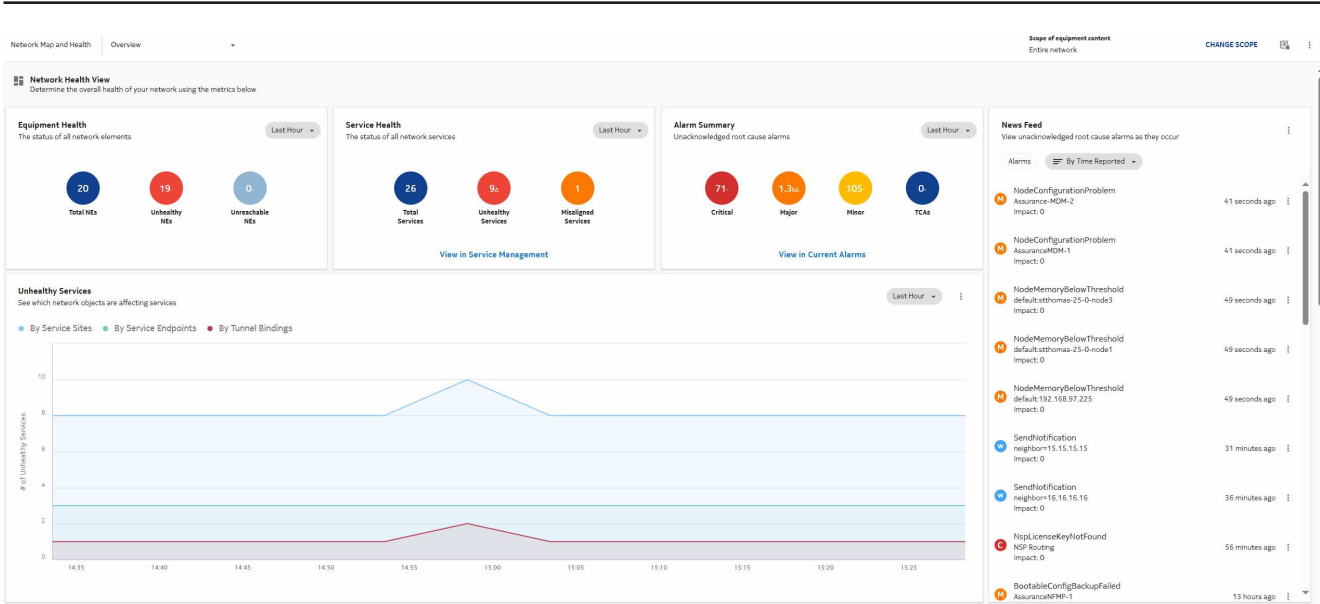 Network Map and Health
Overview
Scope of equipment content
Entire network
CHANGE SCOPE
Network Health View
Determine the overall health of your network using the metrics below
Equipment Health
The status of all network elements
Last Hour
20
19-
0-
Total NEs
Unhealthy
NEs
Unreachable
NEs
Service Health
The status of all network services
Last Hour
26
9▵
1
Total
Services
Unhealthy
Services
Misaligned
Services
View in Service Management
Alarm Summary
Unacknowledged root cause alarms
Last Hour
71-
1.3k▵
105-
0-
Critical
Major
Minor
TCAs
View in Current Alarms
Unhealthy Services
See which network objects are affecting services
Last Hour
By Service Sites
By Service Endpoints
By Tunnel Bindings
# of Unhealthy Services
10
8
6
4
2
0
14:35
14:40
14:45
14:50
14:55
15:00
15:05
15:10
15:15
15:20
15:25
News Feed
View unacknowledged root cause alarms as they occur
Alarms
By Time Reported
M
NodeConfigurationProblem
Assurance-MDM-2
Impact: 0
41 seconds ago
M
NodeConfigurationProblem
AssuranceMDM-1
Impact: 0
41 seconds ago
M
NodeMemoryBelowThreshold
default:stthomas-25-0-node3
Impact: 0
49 seconds ago
M
NodeMemoryBelowThreshold
default:stthomas-25-0-node1
Impact: 0
49 seconds ago
M
NodeMemoryBelowThreshold
default:192.168.97.225
Impact: 0
49 seconds ago
W
SendNotification
neighbor=15.15.15.15
Impact: 0
31 minutes ago
W
SendNotification
neighbor=16.16.16.16
Impact: 0
36 minutes ago
C
NspLicenseKeyNotFound
NSP Routing
Impact: 0
56 minutes ago
M
BootableConfigBackupFailed
AssuranceNFMP-1
13 hours ago